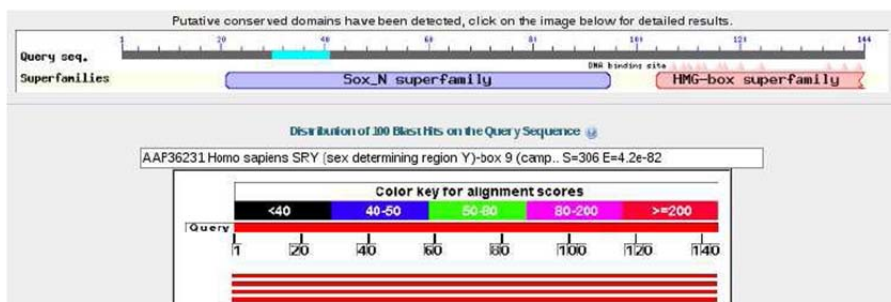 Putative conserved domains have been detected, click on the image below for detailed results.
1 20 40 60 80 100 120 144
Query seq.
DNA binding site
Superfamilies Sox_N superfamily HMG-box superfamily
Distribution of 100 Blast Hits on the Query Sequence
AAP36231 Homo sapiens SRY (sex determining region Y)-box 9 (camp.. S=306 E=4.2e-82
Color key for alignment scores
<40 40-50 50-80 80-200 >=200
Query
1 20 40 60 80 100 120 140